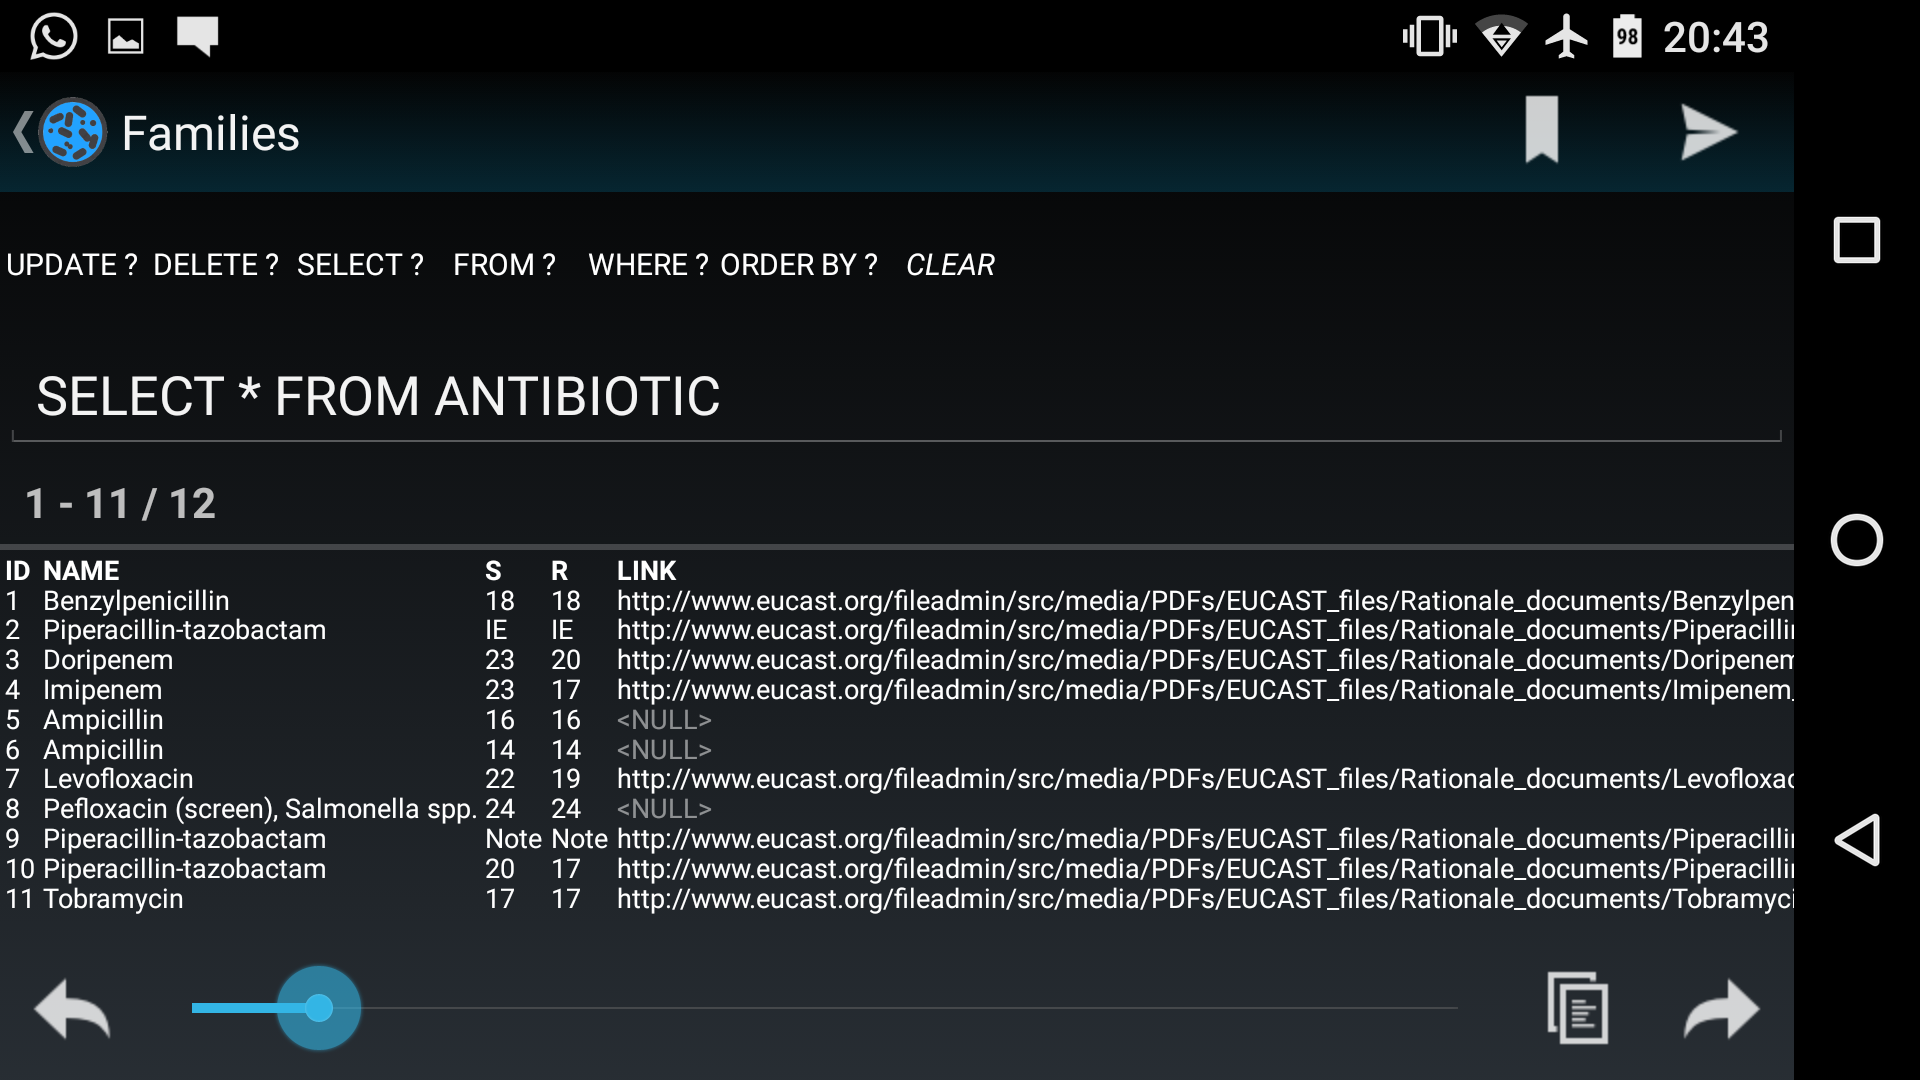 98 20:43
Families
UPDATE ? DELETE ? SELECT ? FROM ? WHERE ? ORDER BY ? CLEAR
SELECT * FROM ANTIBIOTIC
1 - 11 / 12
ID NAME S R LINK
1 Benzylpenicillin 18 18 http://www.eucast.org/fileadmin/src/media/PDFs/EUCAST_files/Rationale_documents/Benzylpen
2 Piperacillin-tazobactam IE IE http://www.eucast.org/fileadmin/src/media/PDFs/EUCAST_files/Rationale_documents/Piperacillin
3 Doripenem 23 20 http://www.eucast.org/fileadmin/src/media/PDFs/EUCAST_files/Rationale_documents/Doripenem
4 Imipenem 23 17 http://www.eucast.org/fileadmin/src/media/PDFs/EUCAST_files/Rationale_documents/Imipenem_
5 Ampicillin 16 16 <NULL>
6 Ampicillin 14 14 <NULL>
7 Levofloxacin 22 19 http://www.eucast.org/fileadmin/src/media/PDFs/EUCAST_files/Rationale_documents/Levofloxac
8 Pefloxacin (screen), Salmonella spp. 24 24 <NULL>
9 Piperacillin-tazobactam Note Note http://www.eucast.org/fileadmin/src/media/PDFs/EUCAST_files/Rationale_documents/Piperacillin
10 Piperacillin-tazobactam 20 17 http://www.eucast.org/fileadmin/src/media/PDFs/EUCAST_files/Rationale_documents/Piperacillin
11 Tobramycin 17 17 http://www.eucast.org/fileadmin/src/media/PDFs/EUCAST_files/Rationale_documents/Tobramyci